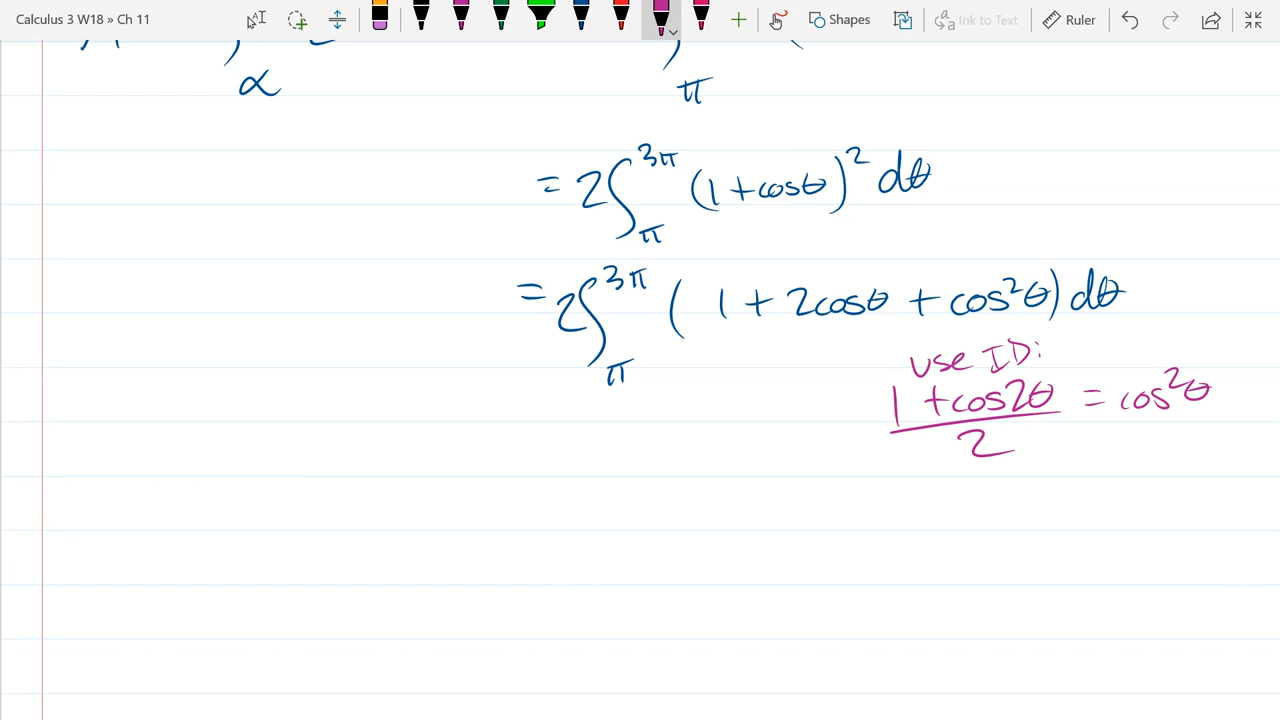 Calculus 3 W18 » Ch 11
Shapes
Ink to Text
Ruler
α
π
= 2∫_π^{3π} (1+cosθ)² dθ
= 2∫_π^{3π} ( 1 + 2cosθ + cos²θ) dθ
use ID:
(1 + cos2θ)/2 = cos²θ